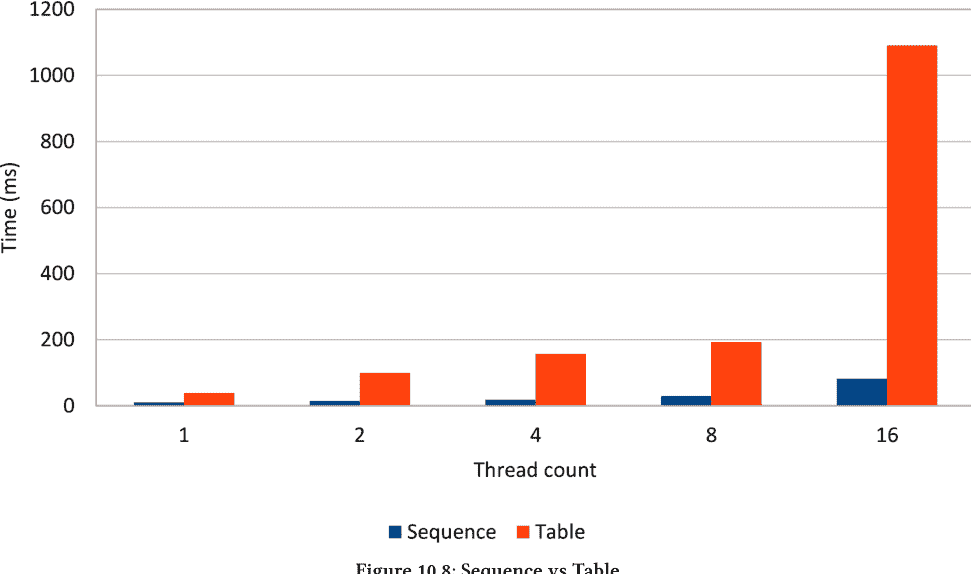 1200
1000
800
600
400
200
0
Time (ms)
1 2 4 8 16
Thread count
Sequence Table
Figure 10.8: Sequence vs Table